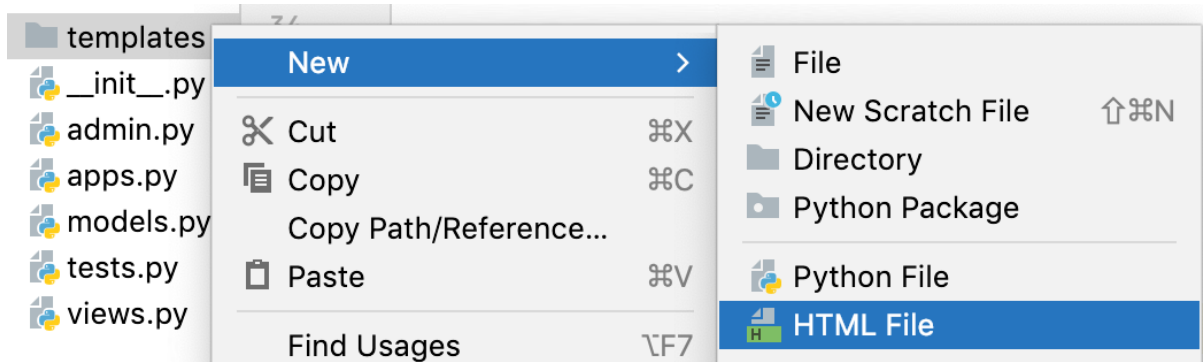 templates
__init__.py
admin.py
apps.py
models.py
tests.py
views.py
New
Cut ⌘X
Copy ⌘C
Copy Path/Reference...
Paste ⌘V
Find Usages ⌥F7
File
New Scratch File ⇧⌘N
Directory
Python Package
Python File
H HTML File